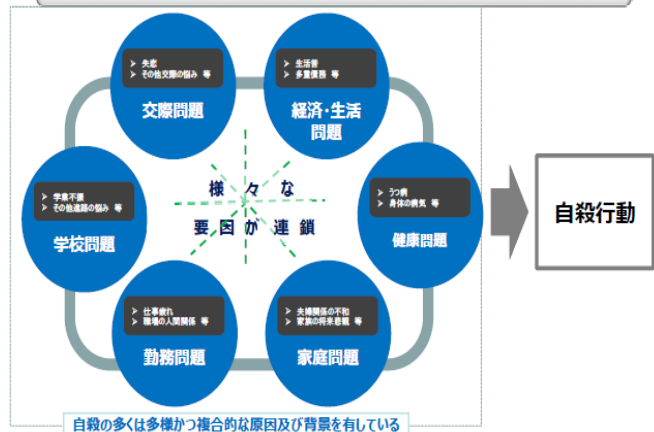 ➢ 失恋
➢ その他交際の悩み 等
交際問題
➢ 生活苦
➢ 多重債務 等
経済・生活
問題
➢ 学業不振
➢ その他進路の悩み 等
学校問題
様々な
要因が連鎖
➢ うつ病
➢ 身体の病気 等
健康問題
自殺行動
➢ 仕事疲れ
➢ 職場の人間関係 等
勤務問題
➢ 夫婦関係の不和
➢ 家族の将来悲観 等
家庭問題
自殺の多くは多様かつ複合的な原因及び背景を有している